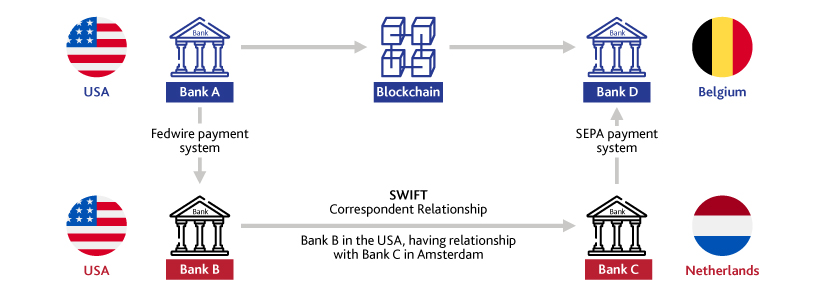 Bank
Bank
USA
Bank A
Blockchain
Bank D
Belgium
Fedwire payment
system
SEPA payment
system
SWIFT
Correspondent Relationship
Bank
Bank
Bank B in the USA, having relationship
with Bank C in Amsterdam
USA
Bank B
Bank C
Netherlands